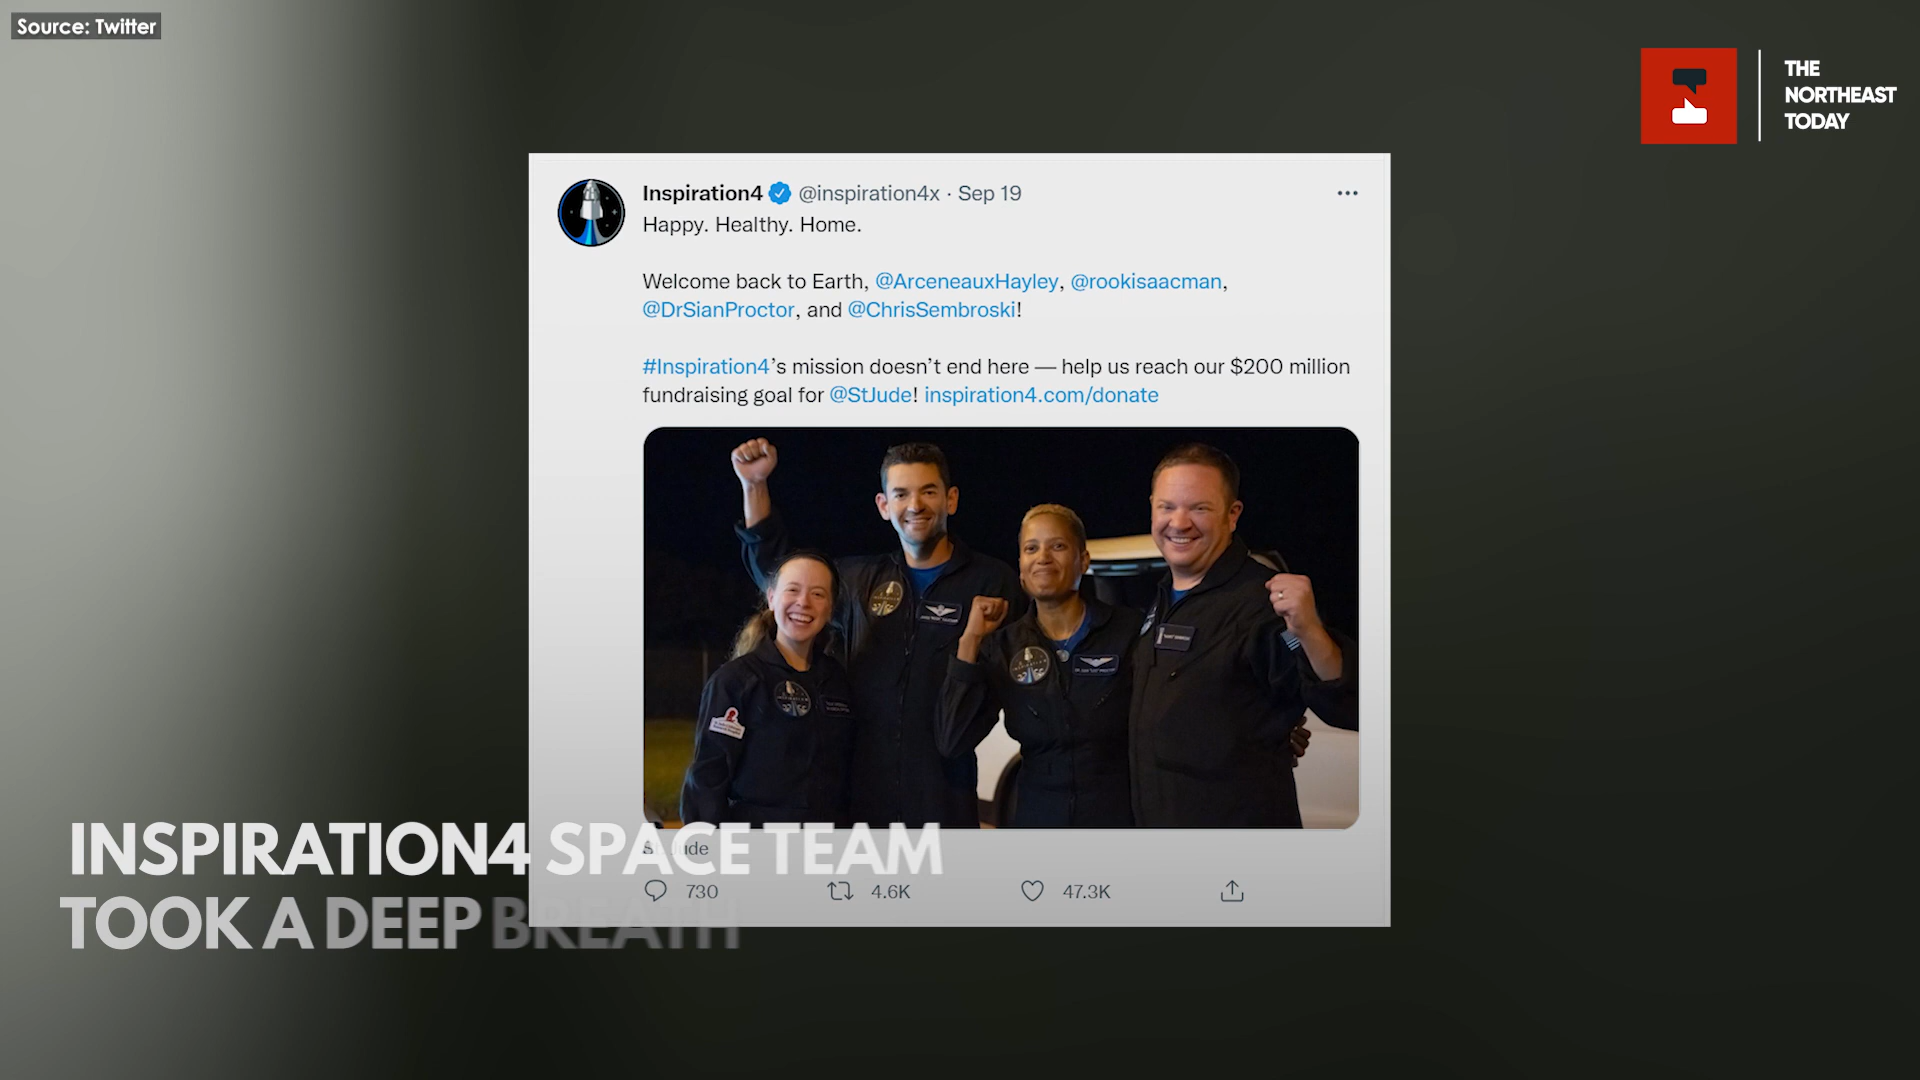 Source: Twitter
THE
NORTHEAST
TODAY
Inspiration4 @inspiration4x · Sep 19
Happy. Healthy. Home.
Welcome back to Earth, @ArceneauxHayley, @rookisaacman,
@DrSianProctor, and @ChrisSembroski!
#Inspiration4’s mission doesn’t end here — help us reach our $200 million
fundraising goal for @StJude! inspiration4.com/donate
730 4.6K 47.3K
INSPIRATION4 SPACE TEAM
TOOK A DEEP BREATH